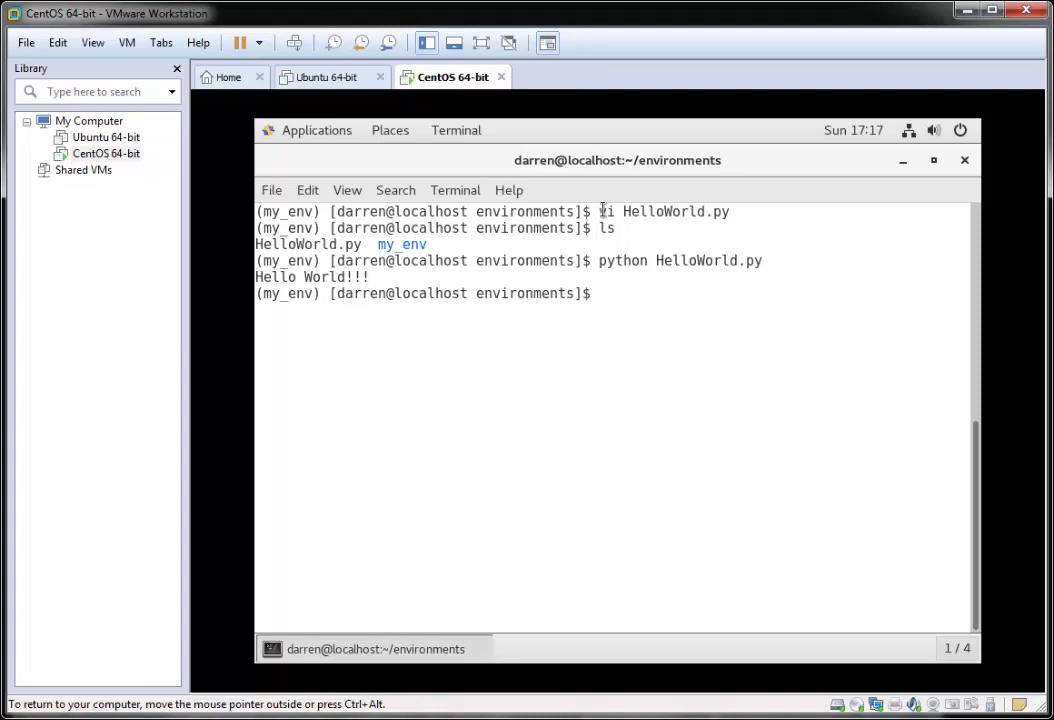 CentOS 64-bit - VMware Workstation
File Edit View VM Tabs Help
Library
Type here to search
My Computer
Ubuntu 64-bit
CentOS 64-bit
Shared VMs
Home Ubuntu 64-bit CentOS 64-bit
Applications Places Terminal Sun 17:17
darren@localhost:~/environments
File Edit View Search Terminal Help
(my_env) [darren@localhost environments]$ vi HelloWorld.py
(my_env) [darren@localhost environments]$ ls
HelloWorld.py my_env
(my_env) [darren@localhost environments]$ python HelloWorld.py
Hello World!!!
(my_env) [darren@localhost environments]$
darren@localhost:~/environments 1 / 4
To return to your computer, move the mouse pointer outside or press Ctrl+Alt.